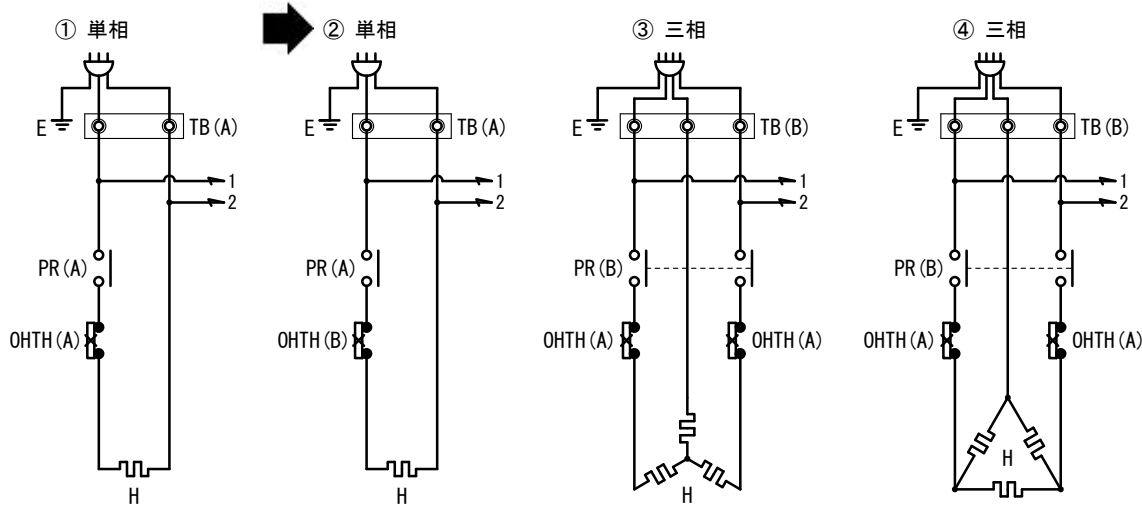 ① 単相
② 単相
③ 三相
④ 三相
E
TB(A)
E
TB(A)
E
TB(B)
E
TB(B)
1
1
1
1
2
2
2
2
PR(A)
PR(A)
PR(B)
PR(B)
OHTH(A)
OHTH(B)
OHTH(A)
OHTH(A)
OHTH(A)
OHTH(A)
H
H
H
H